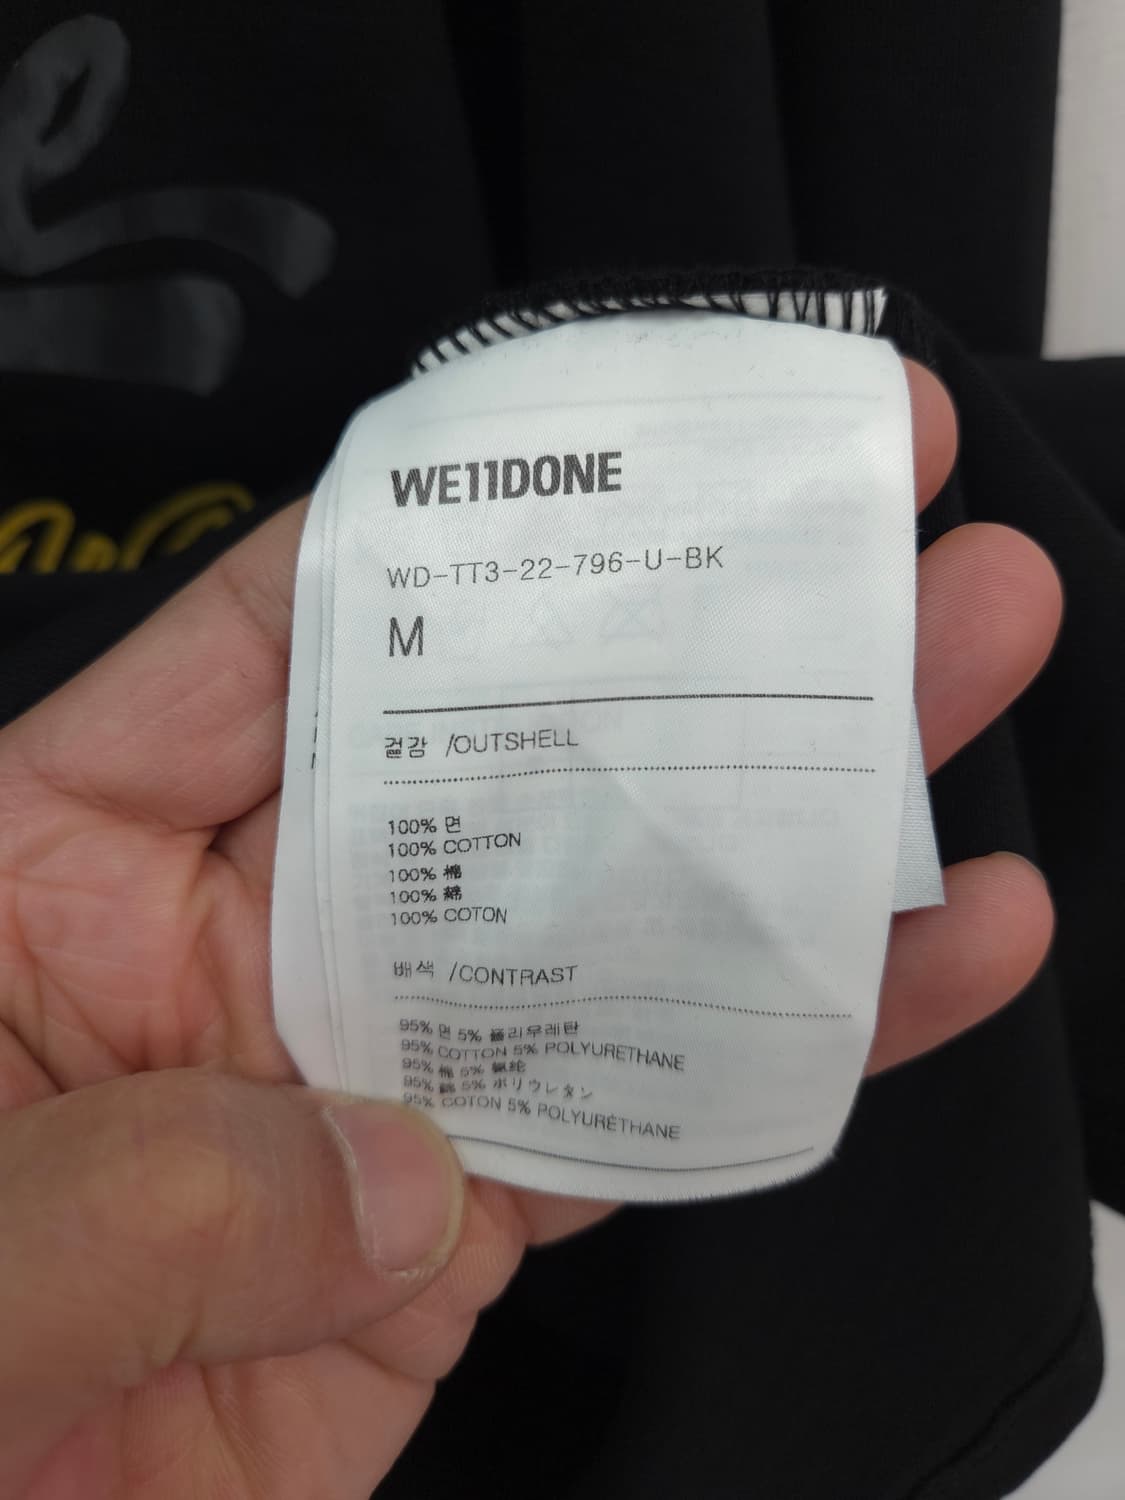 WE11DONE
WD-TT3-22-796-U-BK
M
겉감 /OUTSHELL
100% 면
100% COTTON
100% 棉
100% 綿
100% COTON
배색 /CONTRAST
95% 면 5% 폴리우레탄
95% COTTON 5% POLYURETHANE
95% 棉 5%
95% 綿 5% ポリウレタン
95% COTON 5% POLYURÉTHANE